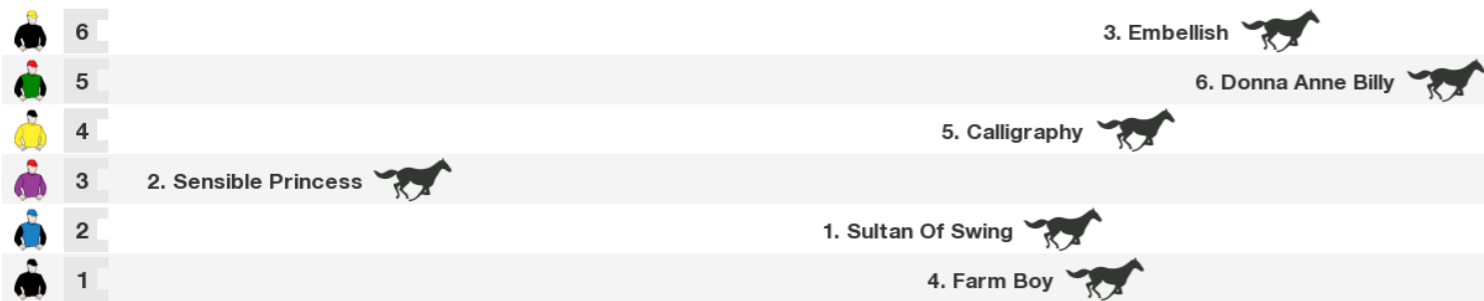 6 3. Embellish
5 6. Donna Anne Billy
4 5. Calligraphy
3 2. Sensible Princess
2 1. Sultan Of Swing
1 4. Farm Boy